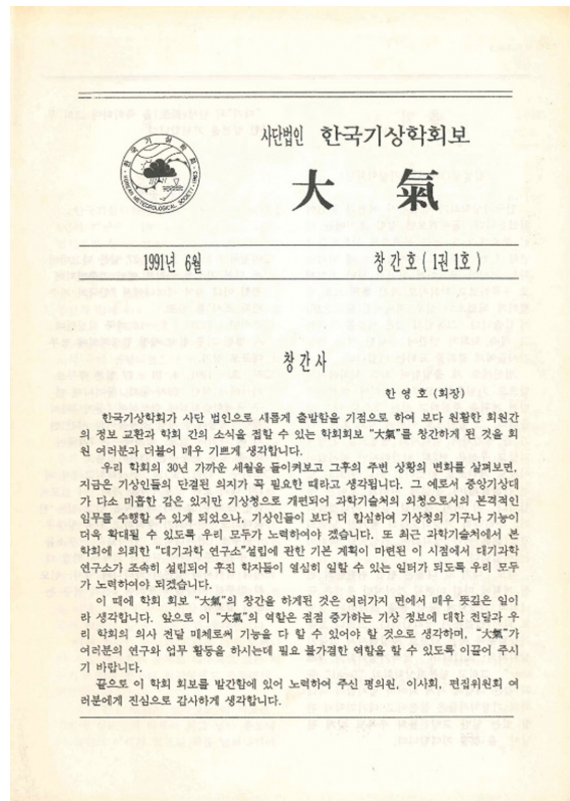 사단법인 한국기상학회보
大 氣
한국기상학회
KOREAN METEOROLOGICAL SOCIETY · 1963
1991년 6월 창간호(1권1호)
창간사
한영호(회장)
한국기상학회가 사단 법인으로 새롭게 출발함을 기점으로 하여 보다 원활한 회원간
의 정보 교환과 학회 간의 소식을 접할 수 있는 학회회보 "大氣"를 창간하게 된 것을 회
원 여러분과 더불어 매우 기쁘게 생각합니다.
우리 학회의 30년 가까운 세월을 돌이켜보고 그후의 주변 상황의 변화를 살펴보면,
지금은 기상인들의 단결된 의지가 꼭 필요한 때라고 생각됩니다. 그 예로서 중앙기상대
가 다소 미흡한 감은 있지만 기상청으로 개편되어 과학기술처의 외청으로서의 본격적인
임무를 수행할 수 있게 되었으나, 기상인들이 보다 더 합심하여 기상청의 기구나 기능이
더욱 확대될 수 있도록 우리 모두가 노력하여야 겠습니다. 또 최근 과학기술처에서 본
학회에 의뢰한 "대기과학 연구소"설립에 관한 기본 계획이 마련된 이 시점에서 대기과학
연구소가 조속히 설립되어 후진 학자들이 열심히 일할 수 있는 일터가 되도록 우리 모두
가 노력하여야 되겠습니다.
이 때에 학회 회보 "大氣"의 창간을 하게된 것은 여러가지 면에서 매우 뜻깊은 일이
라 생각합니다. 앞으로 이 "大氣"의 역할은 점점 증가하는 기상 정보에 대한 전달과 우
리 학회의 의사 전달 매체로써 기능을 다 할 수 있어야 할 것으로 생각하며, "大氣"가
여러분의 연구와 업무 활동을 하시는데 필요 불가결한 역할을 할 수 있도록 이끌어 주시
기 바랍니다.
끝으로 이 학회 회보를 발간함에 있어 노력하여 주신 평의원, 이사회, 편집위원회 여
러분에게 진심으로 감사하게 생각합니다.